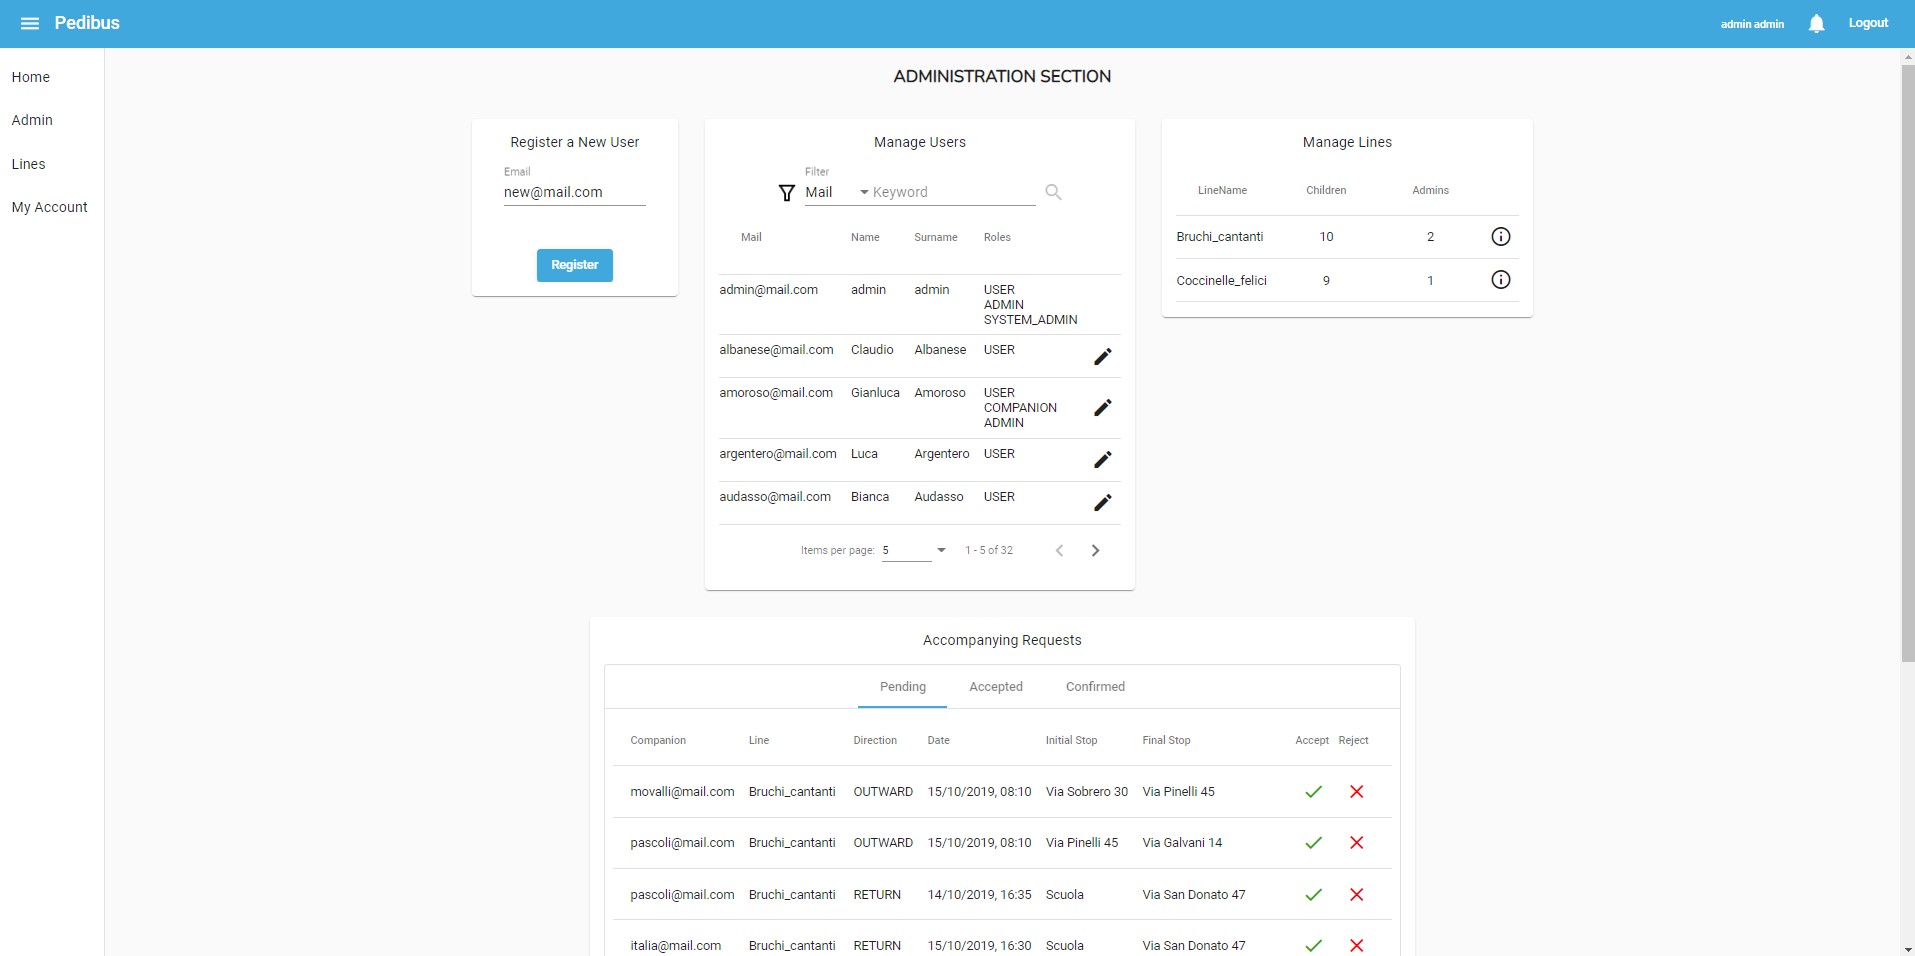 Pedibus
admin admin
Logout
Home
Admin
Lines
My Account
ADMINISTRATION SECTION
Register a New User
Email
new@mail.com
Register
Manage Users
Filter
Mail Keyword
Mail Name Surname Roles
admin@mail.com admin admin USER
ADMIN
SYSTEM_ADMIN
albanese@mail.com Claudio Albanese USER
amoroso@mail.com Gianluca Amoroso USER
COMPANION
ADMIN
argentero@mail.com Luca Argentero USER
audasso@mail.com Bianca Audasso USER
Items per page: 5 1 - 5 of 32
Manage Lines
LineName Children Admins
Bruchi_cantanti 10 2
Coccinelle_felici 9 1
Accompanying Requests
Pending Accepted Confirmed
Companion Line Direction Date Initial Stop Final Stop Accept Reject
movalli@mail.com Bruchi_cantanti OUTWARD 15/10/2019, 08:10 Via Sobrero 30 Via Pinelli 45
pascoli@mail.com Bruchi_cantanti OUTWARD 15/10/2019, 08:10 Via Pinelli 45 Via Galvani 14
pascoli@mail.com Bruchi_cantanti RETURN 14/10/2019, 16:35 Scuola Via San Donato 47
italia@mail.com Bruchi_cantanti RETURN 15/10/2019, 16:30 Scuola Via San Donato 47